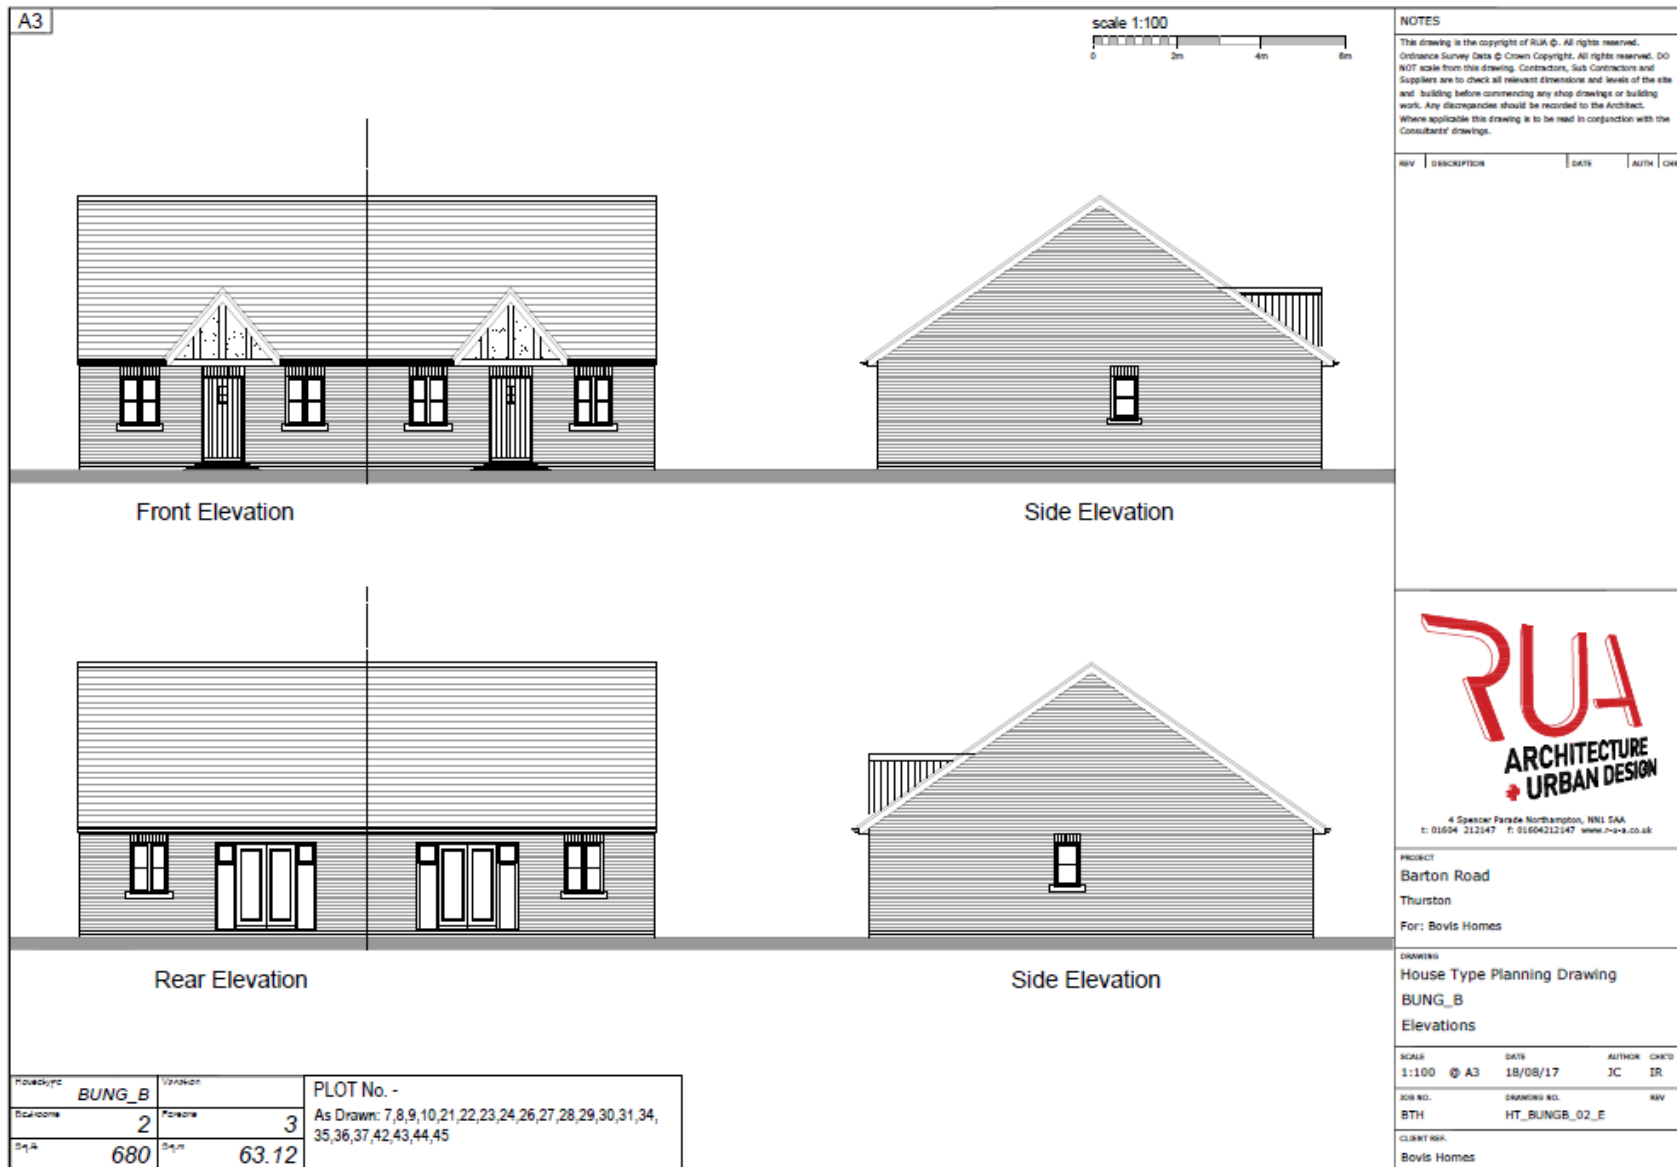 A3
scale 1:100
0 2m 4m 6m
Front Elevation
Side Elevation
Rear Elevation
Side Elevation
Housetype BUNG_B Variation
Bedrooms 2 Persons 3
Sq.ft 680 Sq.m 63.12
PLOT No. -
As Drawn: 7,8,9,10,21,22,23,24,26,27,28,29,30,31,34,
35,36,37,42,43,44,45
NOTES
This drawing is the copyright of RUA ©. All rights reserved.
Ordnance Survey Data © Crown Copyright. All rights reserved. DO
NOT scale from this drawing. Contractors, Sub Contractors and
Suppliers are to check all relevant dimensions and levels of the site
and building before commencing any shop drawings or building
work. Any discrepancies should be recorded to the Architect.
Where applicable this drawing is to be read in conjunction with the
Consultants' drawings.
REV DESCRIPTION DATE AUTH CHK
RUA
ARCHITECTURE
+ URBAN DESIGN
4 Spencer Parade Northampton, NN1 5AA
t: 01604 212147 f: 01604212147 www.r-u-a.co.uk
PROJECT
Barton Road
Thurston
For: Bovis Homes
DRAWING
House Type Planning Drawing
BUNG_B
Elevations
SCALE DATE AUTHOR CHK'D
1:100 @ A3 18/08/17 JC IR
JOB NO. DRAWING NO. REV
BTH HT_BUNGB_02_E
CLIENT REF.
Bovis Homes